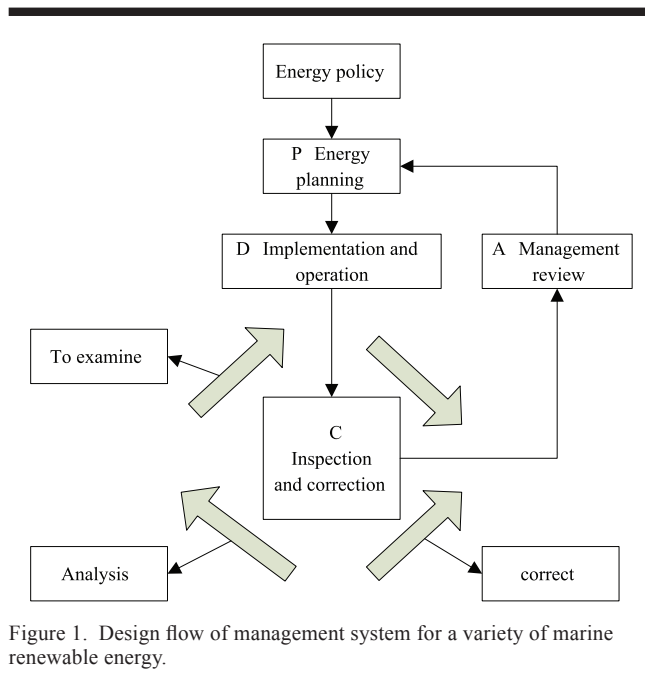 Energy policy
P Energy
planning
D Implementation and
operation
A Management
review
To examine
C
Inspection
and correction
Analysis
correct
Figure 1. Design flow of management system for a variety of marine
renewable energy.